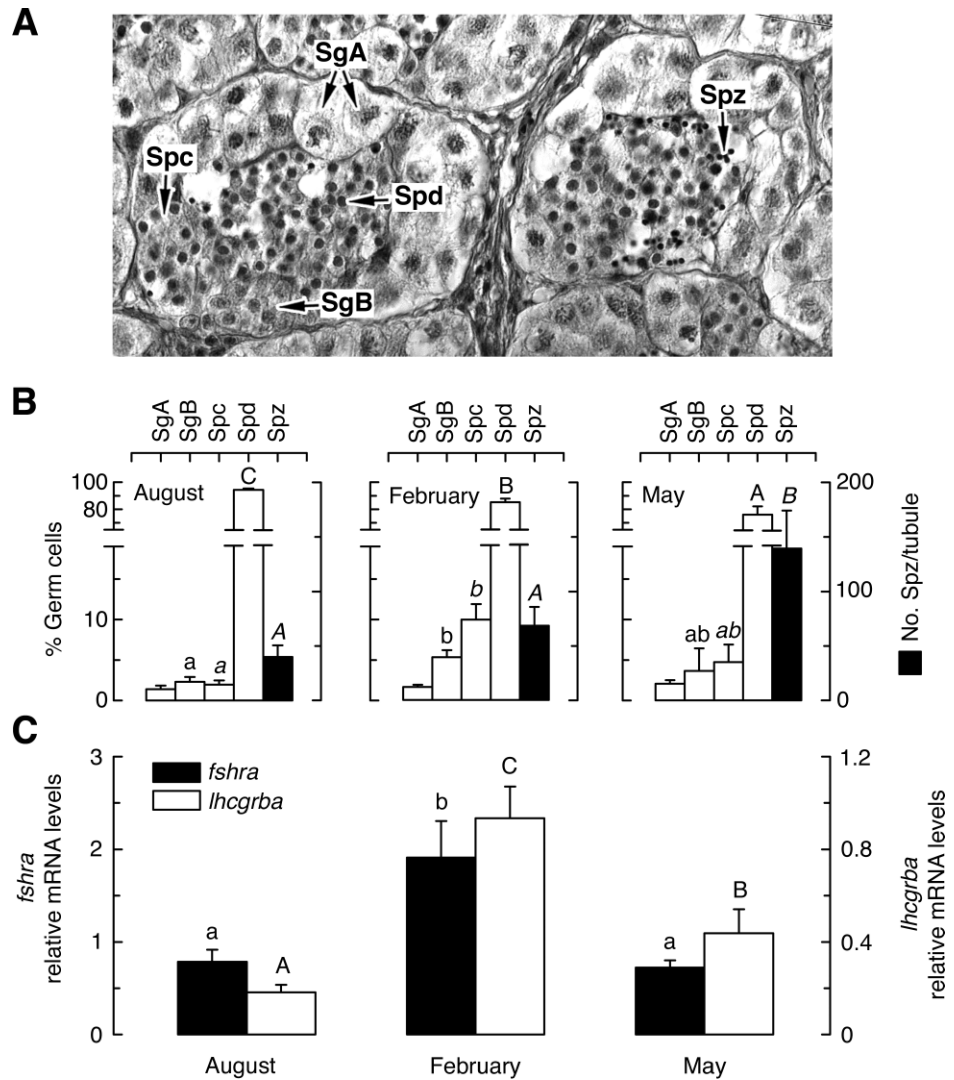 A
SgA
Spz
Spc
Spd
SgB
B
SgA SgB Spc Spd Spz
SgA SgB Spc Spd Spz
SgA SgB Spc Spd Spz
100 80 10 0
% Germ cells
August
a a C A
February
b b B A
May
ab ab A B
200 100 0
No. Spz/tubule
C
3 2 1 0
fshra
relative mRNA levels
fshra
lhcgrba
a A
b C
a B
1.2 0.8 0.4 0
lhcgrba
relative mRNA levels
August February May